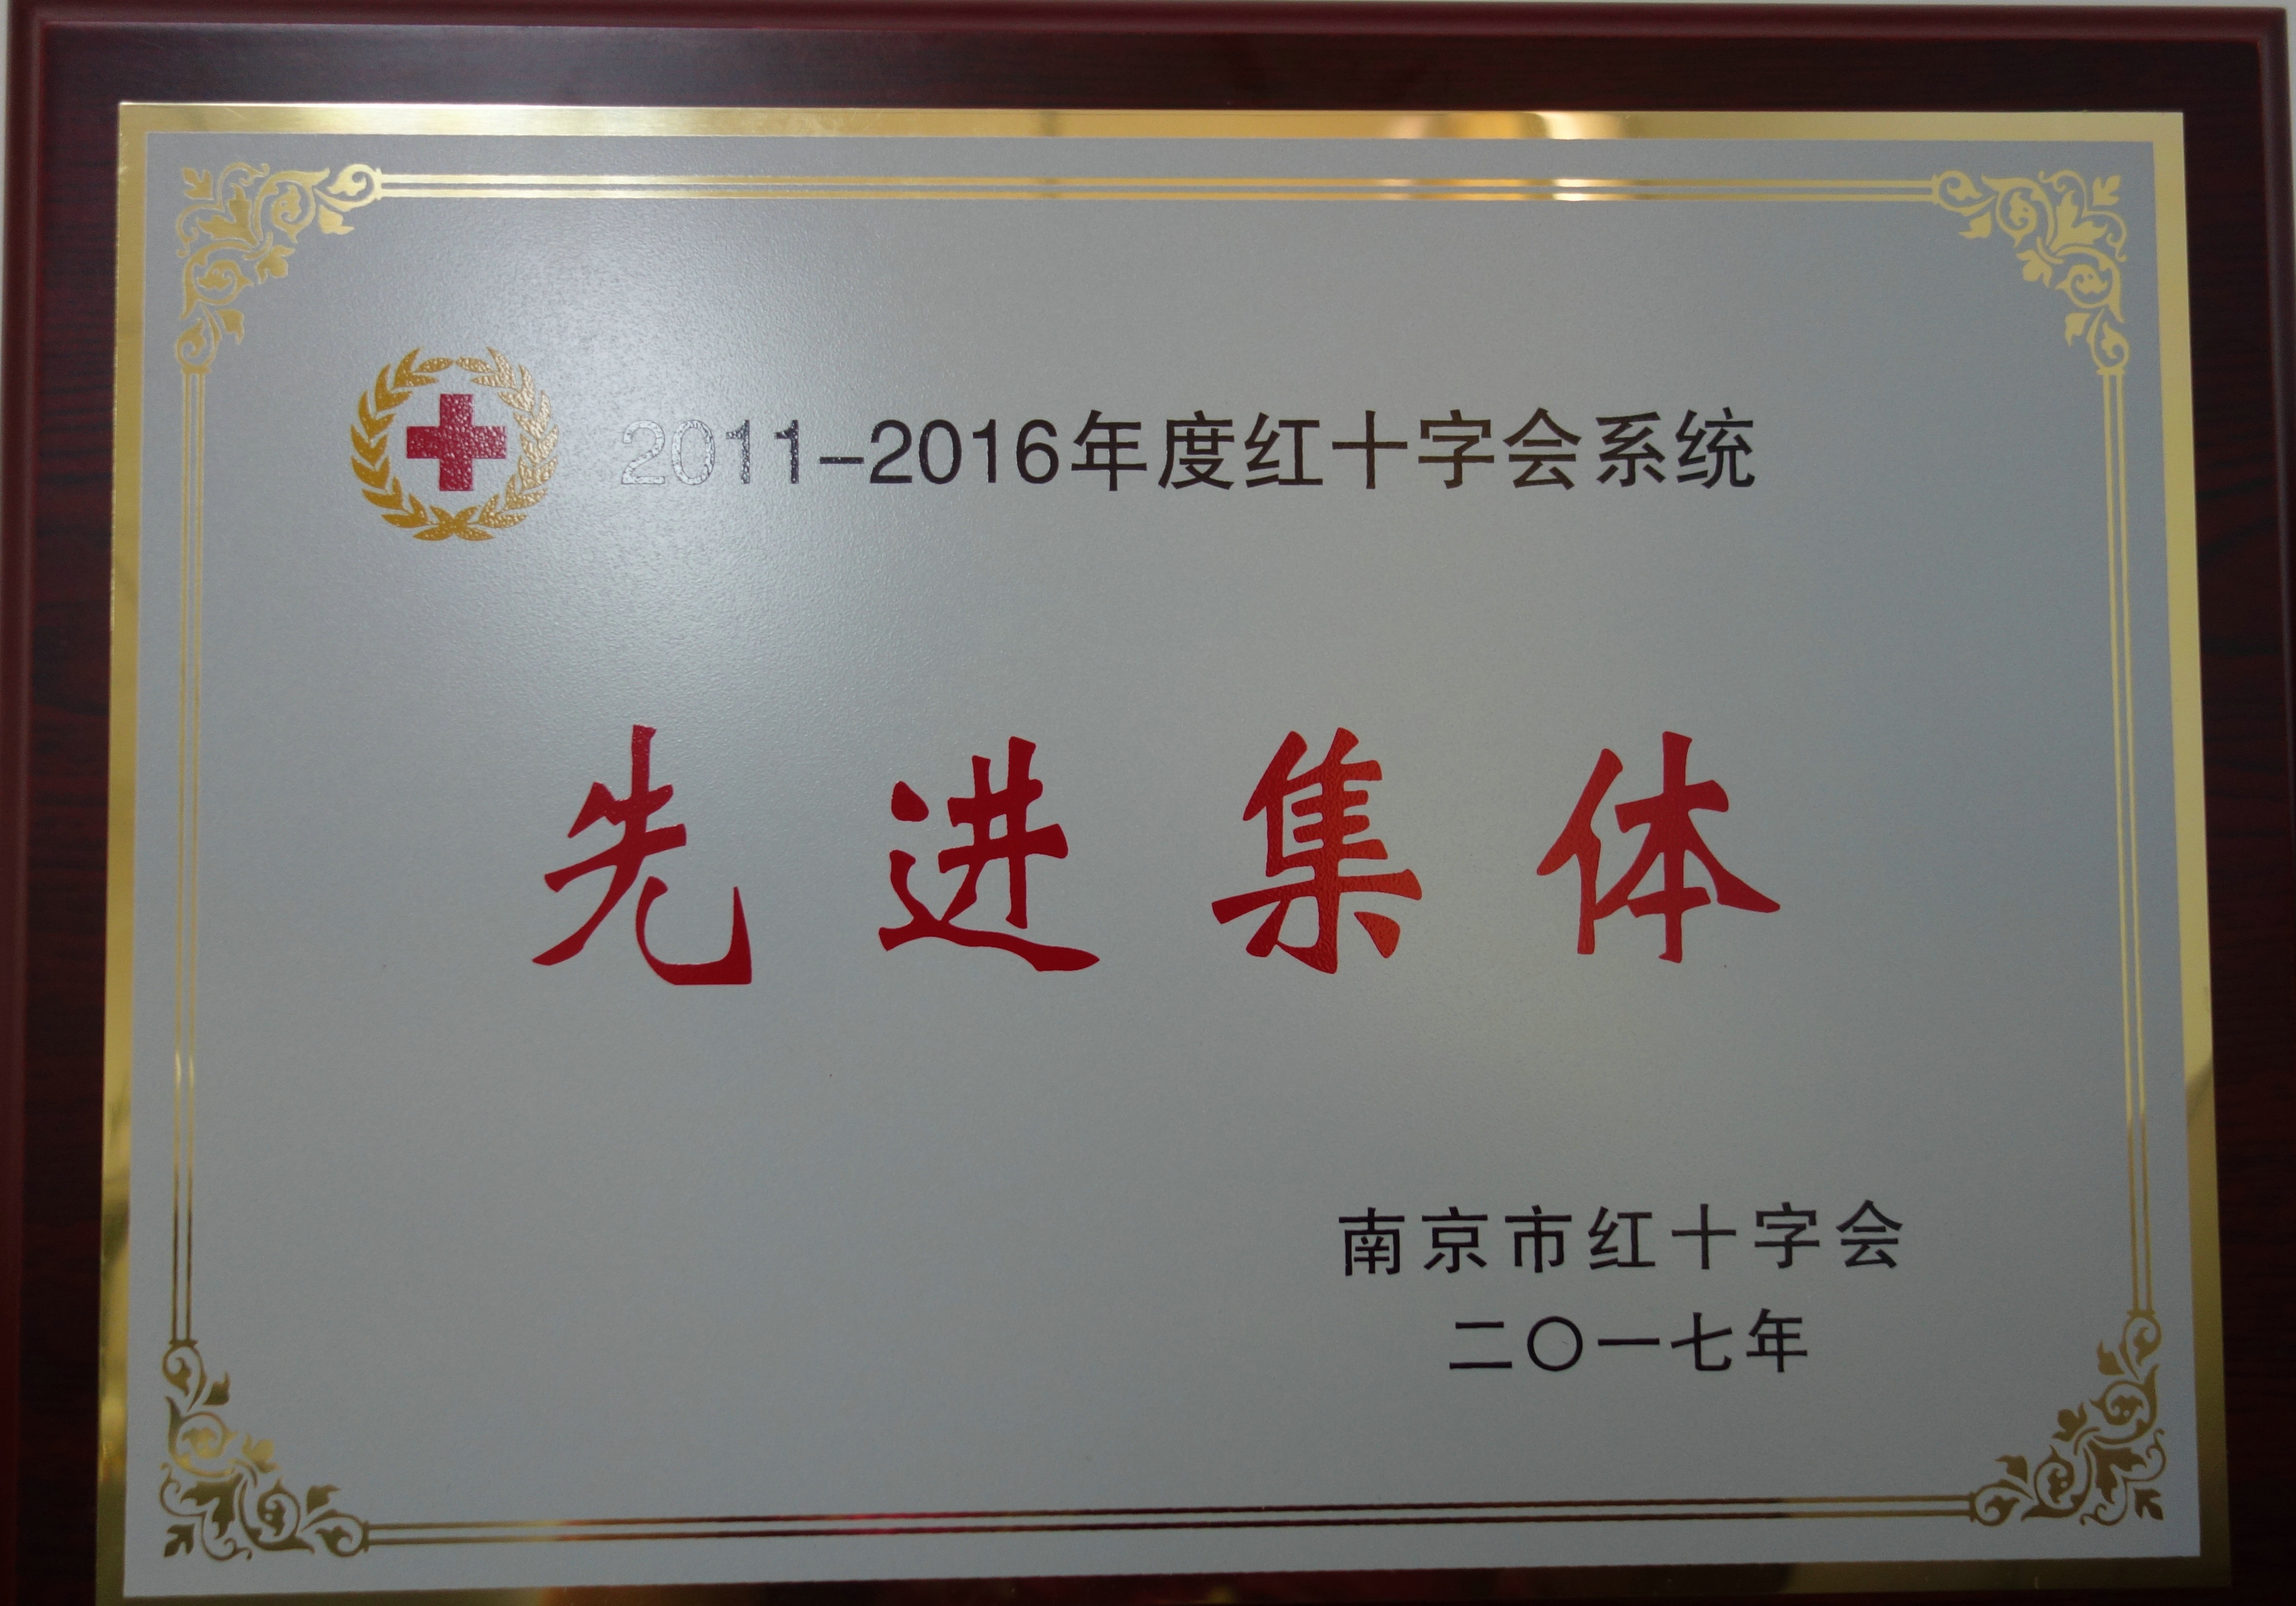 2011-2016年度红十字会系统
先进集体
南京市红十字会
二〇一七年